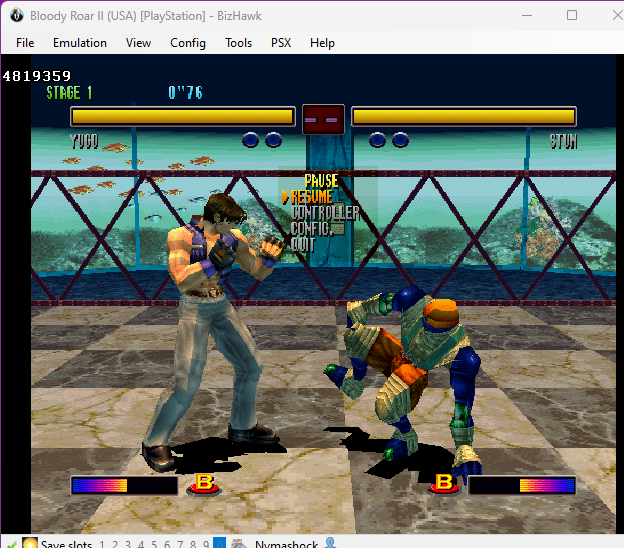 Bloody Roar II (USA) [PlayStation] - BizHawk
File Emulation View Config Tools PSX Help
4819359
STAGE 1 0"76
YUGO STUN
PAUSE
RESUME
CONTROLLER
CONFIG.
QUIT
B B
Save slots 1 2 3 4 5 6 7 8 9 0 Nymashock